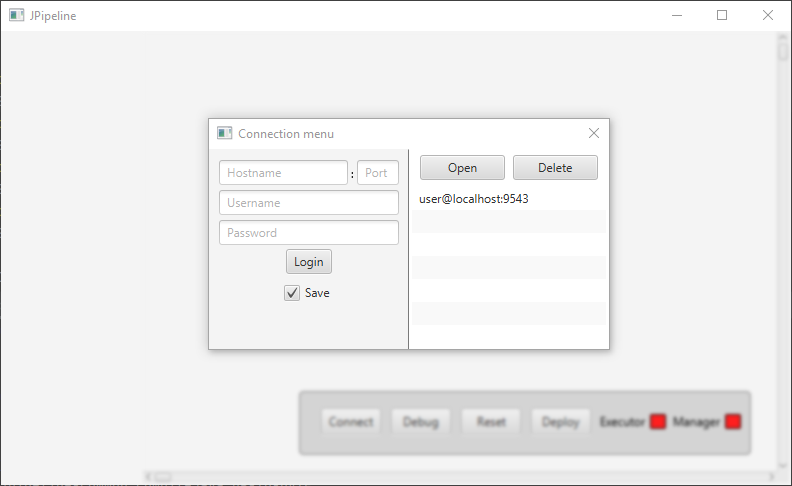 JPipeline
Connection menu
Hostname : Port
Username
Password
Login
Save
Open Delete
user@localhost:9543
Connect Debug Reset Deploy Executor Manager